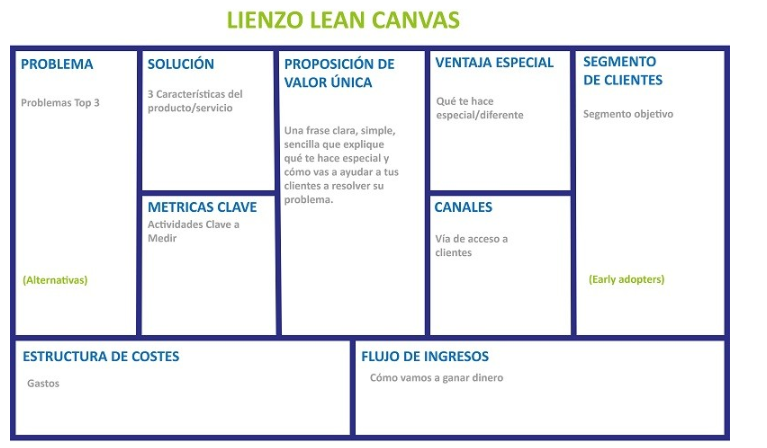 LIENZO LEAN CANVAS
PROBLEMA
Problemas Top 3
(Alternativas)
SOLUCIÓN
3 Características del
producto/servicio
METRICAS CLAVE
Actividades Clave a
Medir
PROPOSICIÓN DE
VALOR ÚNICA
Una frase clara, simple,
sencilla que explique
qué te hace especial y
cómo vas a ayudar a tus
clientes a resolver su
problema.
VENTAJA ESPECIAL
Qué te hace
especial/diferente
CANALES
Vía de acceso a
clientes
SEGMENTO
DE CLIENTES
Segmento objetivo
(Early adopters)
ESTRUCTURA DE COSTES
Gastos
FLUJO DE INGRESOS
Cómo vamos a ganar dinero